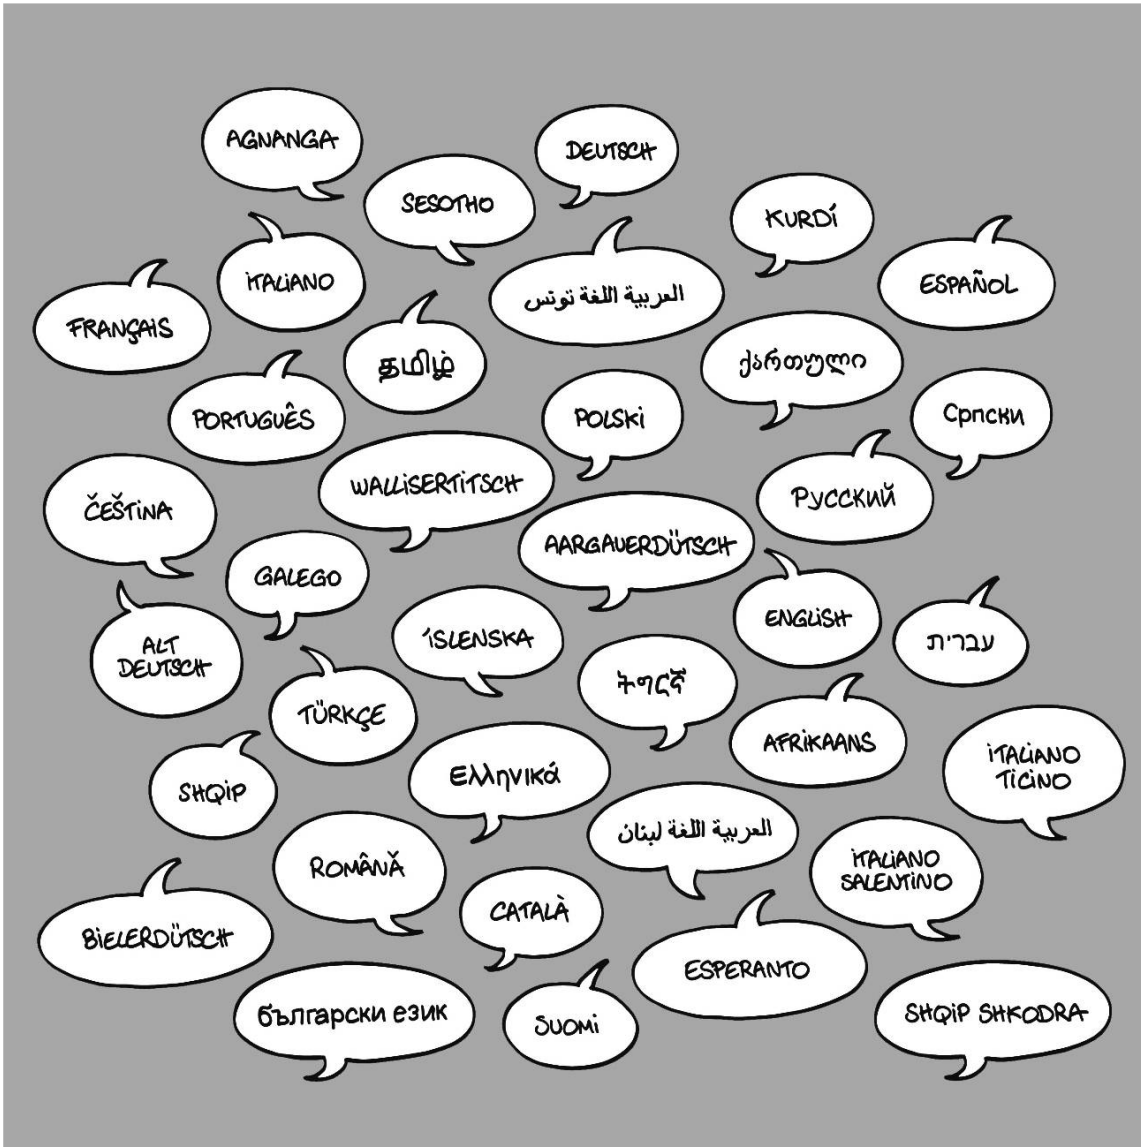 AGNANGA
DEUTSCH
SESOTHO
KURDÍ
ITALIANO
ESPAÑOL
العربية اللغة تونس
FRANÇAIS
தமிழ்
ქართული
PORTUGUÊS
POLSKI
Српски
WALLISERTITSCH
РУССКИЙ
ČEŠTINA
AARGAUERDÜTSCH
GALEGO
ENGLISH
ÍSLENSKA
עברית
ALT
DEUTSCH
ትግርኛ
TÜRKÇE
AFRIKAANS
ITALIANO
TICINO
Ελληνικά
SHQIP
العربية اللغة لبنان
ROMÂNĂ
ITALIANO
SALENTINO
CATALÀ
BIELERDÜTSCH
ESPERANTO
български език
SUOMI
SHQIP SHKODRA